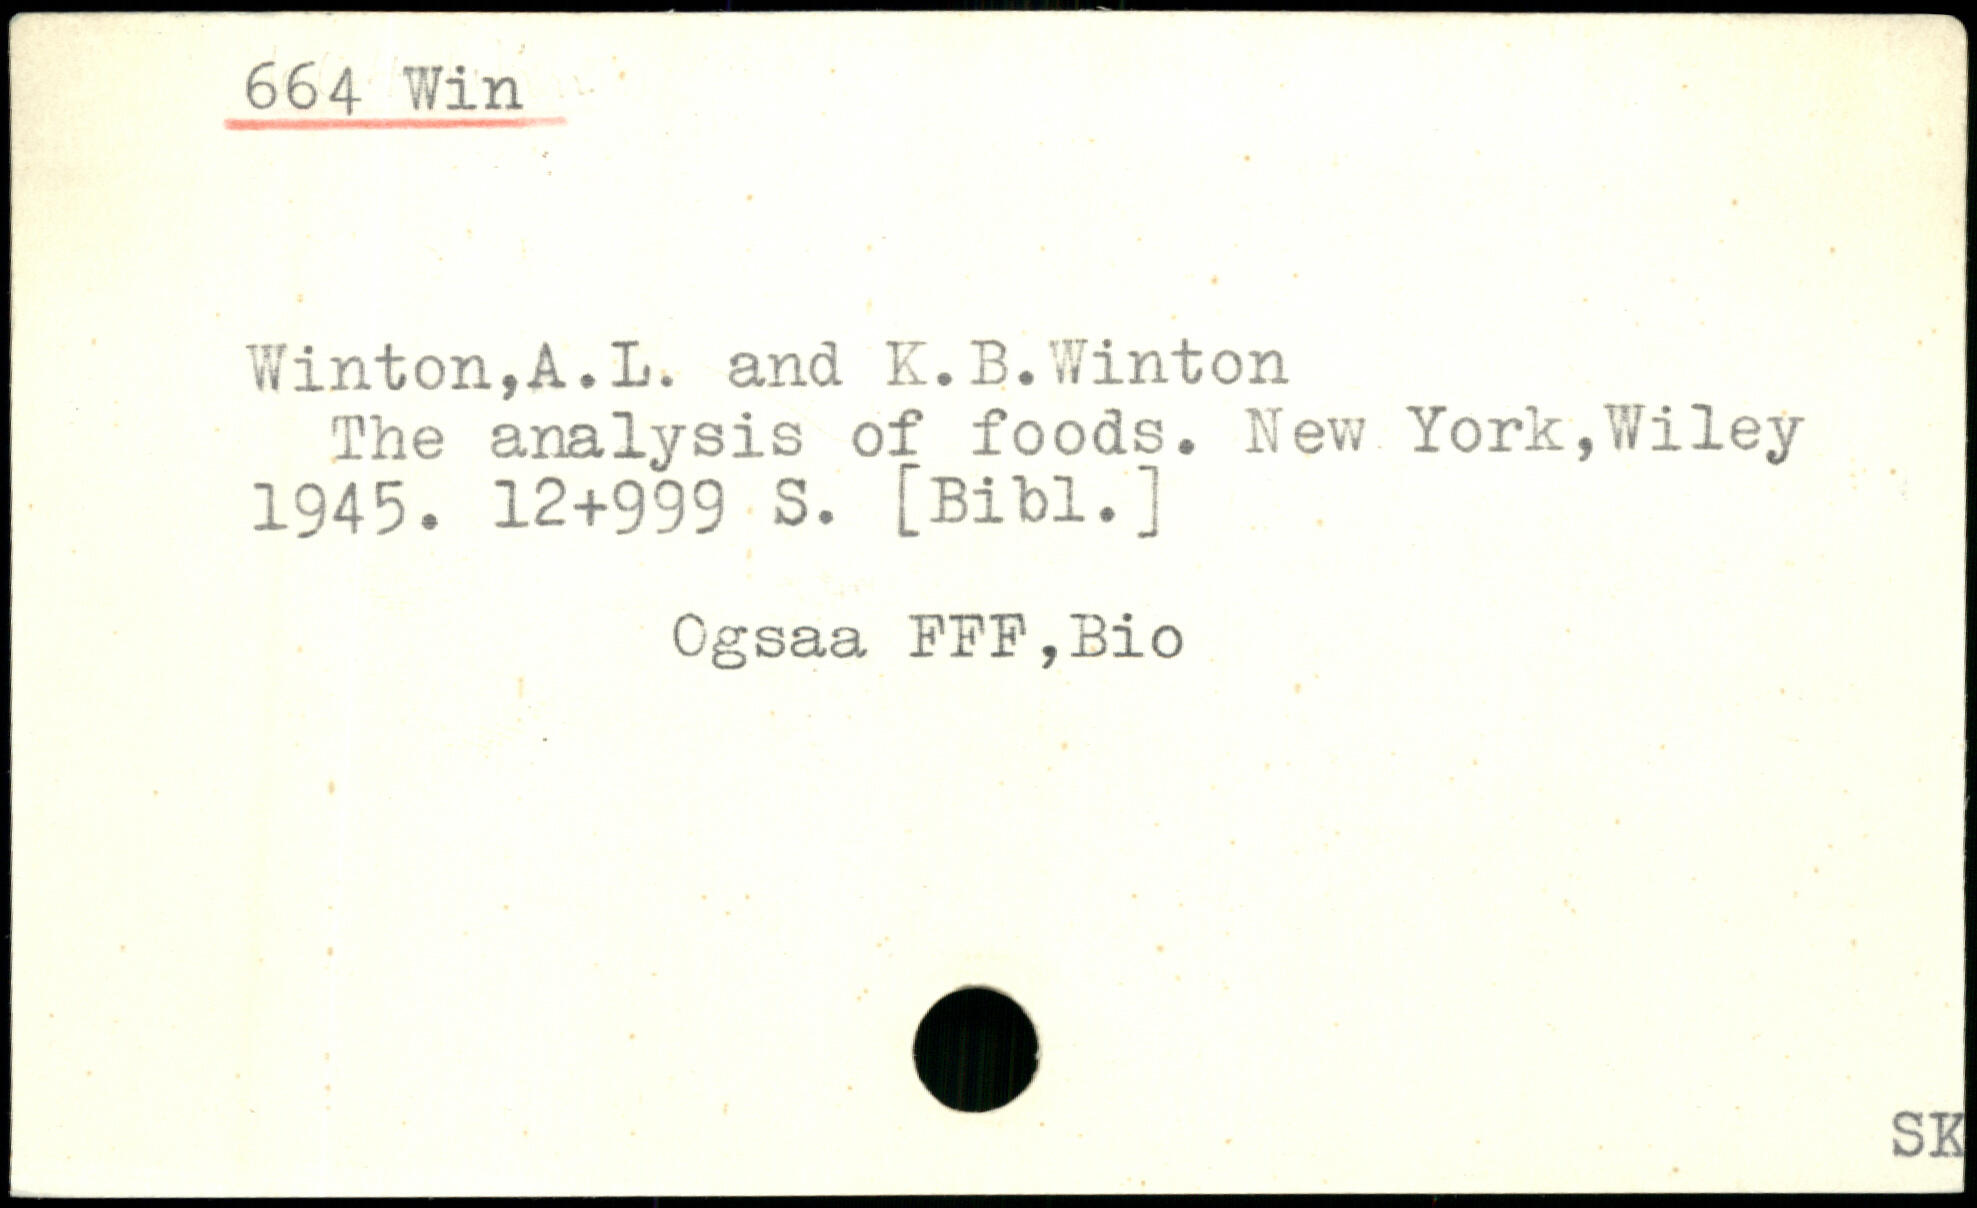 664 Win
Winton,A.L. and K.B.Winton
The analysis of foods. New York,Wiley
1945. 12+999 S. [Bibl.]
Ogsaa FFF,Bio
SK